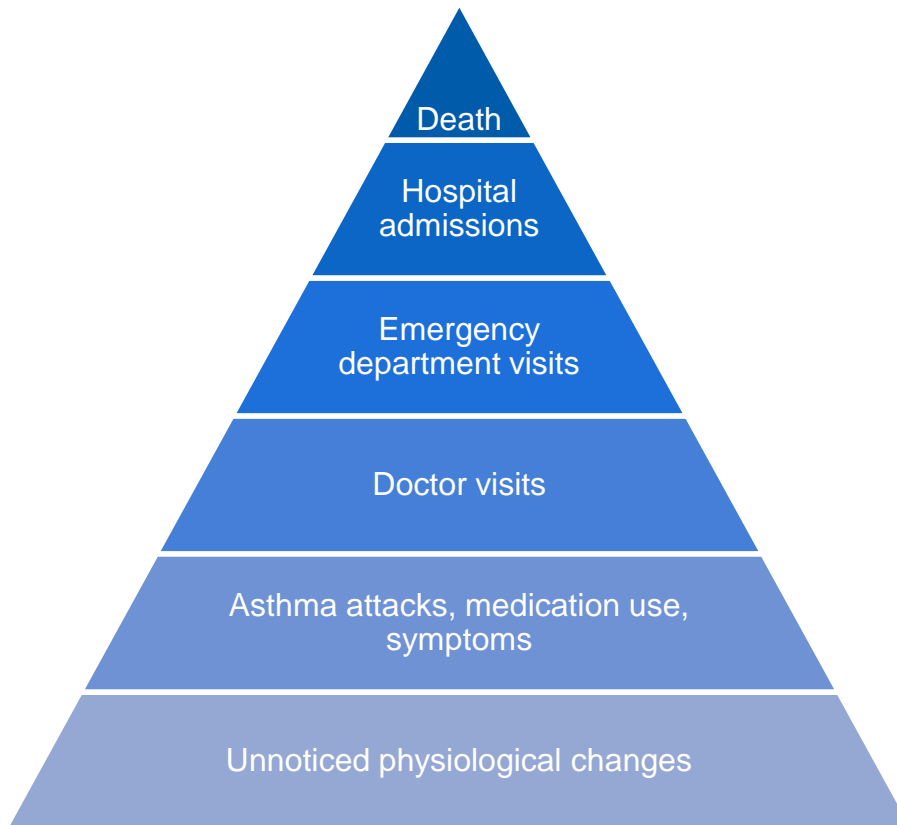 Death
Hospital
admissions
Emergency
department visits
Doctor visits
Asthma attacks, medication use,
symptoms
Unnoticed physiological changes